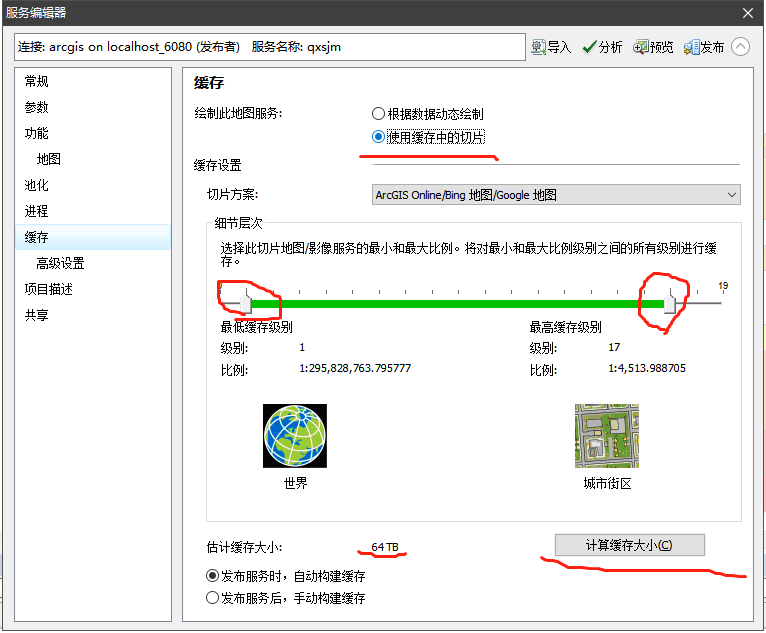 服务编辑器
连接: arcgis on localhost_6080 (发布者) 服务名称: qxsjm 导入 分析 预览 发布
常规
参数
功能
地图
池化
进程
缓存
高级设置
项目描述
共享
缓存
绘制此地图服务:
根据数据动态绘制
使用缓存中的切片
缓存设置
切片方案: ArcGIS Online/Bing 地图/Google 地图
细节层次
选择此切片地图/影像服务的最小和最大比例。将对最小和最大比例级别之间的所有级别进行缓
存。
19
最低缓存级别 最高缓存级别
级别: 1 级别: 17
比例: 1:295,828,763.795777 比例: 1:4,513.988705
世界 城市街区
估计缓存大小: 64 TB 计算缓存大小(C)
发布服务时，自动构建缓存
发布服务后，手动构建缓存